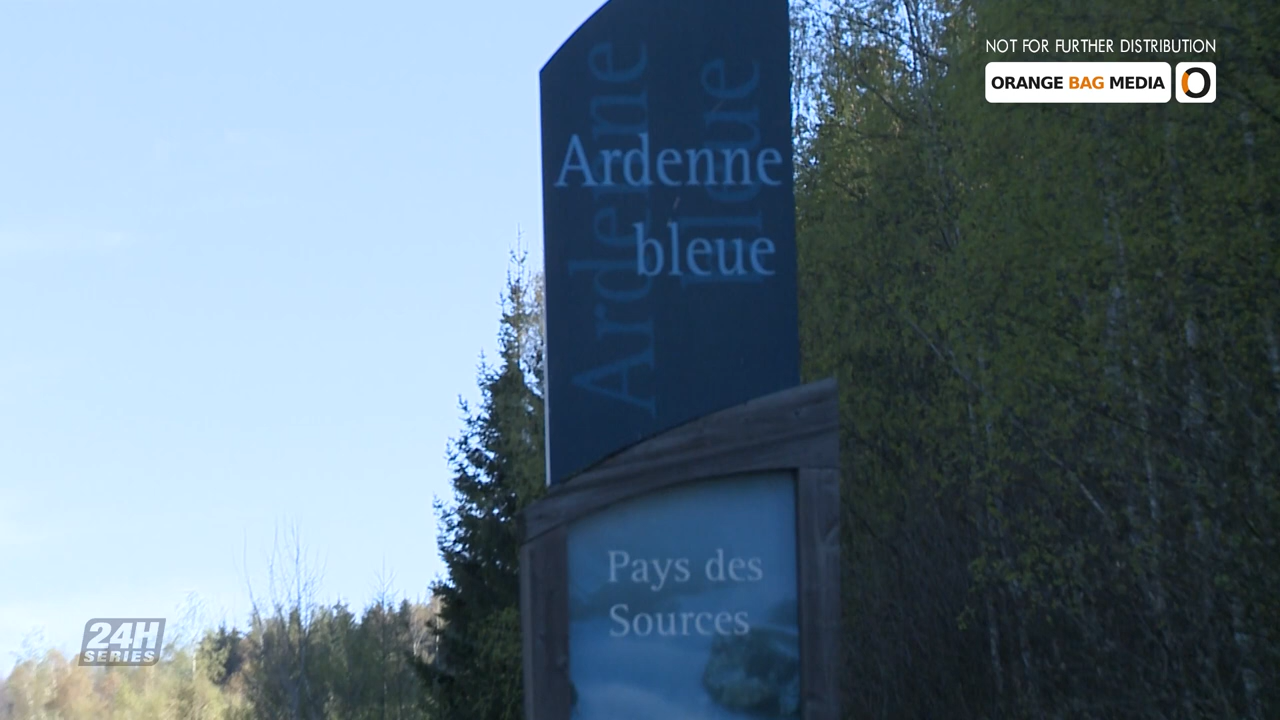 NOT FOR FURTHER DISTRIBUTION
ORANGE BAG MEDIA
Ardenne
bleue
Ardenne
bleue
Pays des
Sources
24H
SERIES